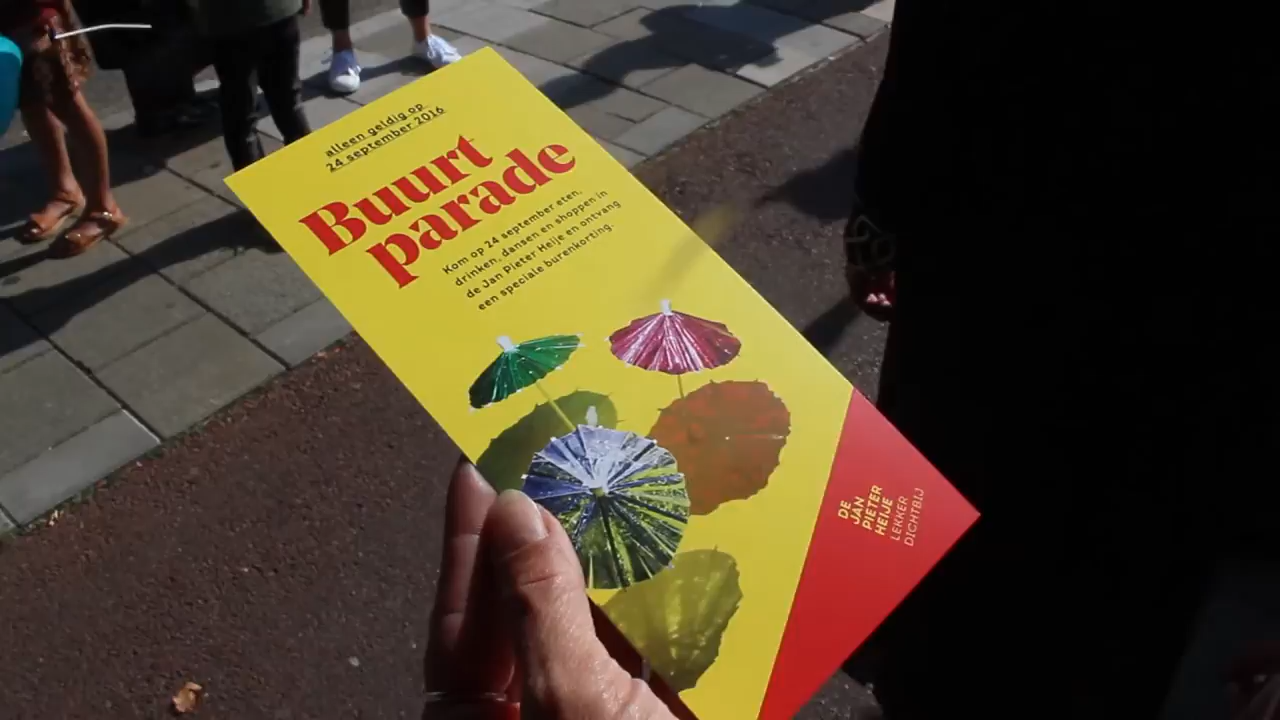 alleen geldig op
24 september 2016
Buurt
parade
Kom op 24 september eten,
drinken, dansen en shoppen in
de Jan Pieter Heije en ontvang
een speciale burenkorting.
DE
JAN
PIETER
HEIJE
LEKKER
DICHTBIJ